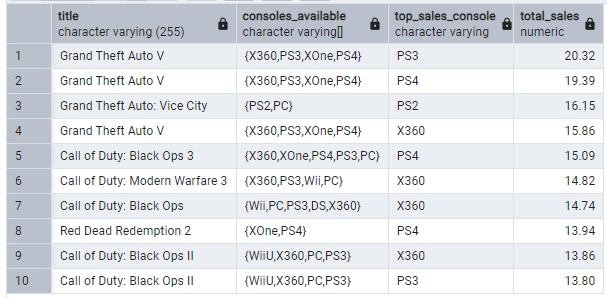 title consoles_available top_sales_console total_sales
character varying (255) character varying[] character varying numeric
1 Grand Theft Auto V {X360,PS3,XOne,PS4} PS3 20.32
2 Grand Theft Auto V {X360,PS3,XOne,PS4} PS4 19.39
3 Grand Theft Auto: Vice City {PS2,PC} PS2 16.15
4 Grand Theft Auto V {X360,PS3,XOne,PS4} X360 15.86
5 Call of Duty: Black Ops 3 {X360,XOne,PS4,PS3,PC} PS4 15.09
6 Call of Duty: Modern Warfare 3 {X360,PS3,Wii,PC} X360 14.82
7 Call of Duty: Black Ops {Wii,PC,PS3,DS,X360} X360 14.74
8 Red Dead Redemption 2 {XOne,PS4} PS4 13.94
9 Call of Duty: Black Ops II {WiiU,X360,PC,PS3} X360 13.86
10 Call of Duty: Black Ops II {WiiU,X360,PC,PS3} PS3 13.80